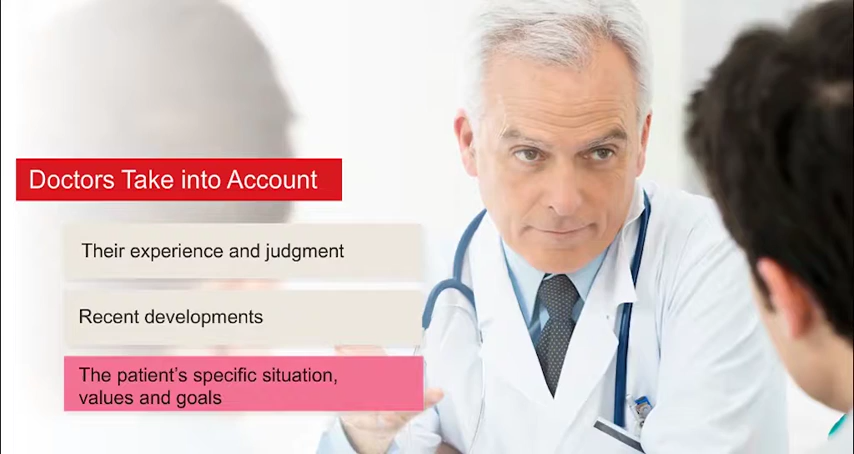 Doctors Take into Account
Their experience and judgment
Recent developments
The patient's specific situation,
values and goals